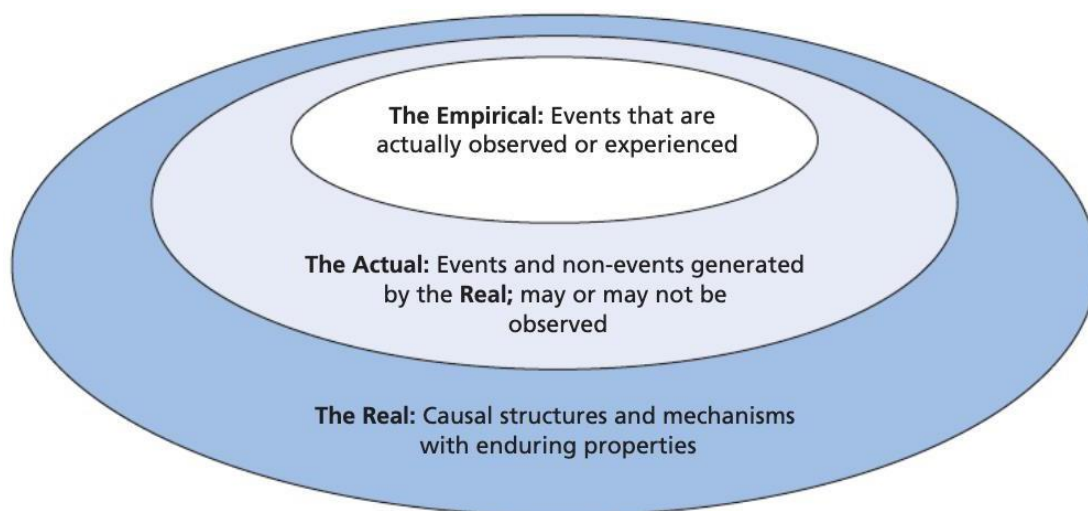 The Empirical: Events that are
actually observed or experienced
The Actual: Events and non-events generated
by the Real; may or may not be
observed
The Real: Causal structures and mechanisms
with enduring properties